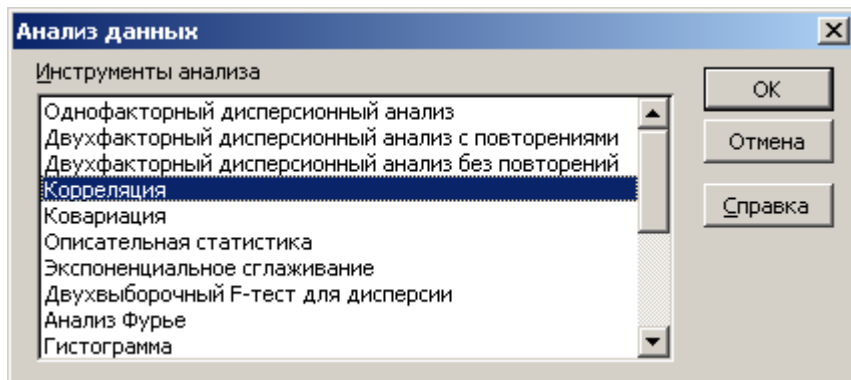 Анализ данных
Инструменты анализа
Однофакторный дисперсионный анализ
Двухфакторный дисперсионный анализ с повторениями
Двухфакторный дисперсионный анализ без повторений
Корреляция
Ковариация
Описательная статистика
Экспоненциальное сглаживание
Двухвыборочный F-тест для дисперсии
Анализ Фурье
Гистограмма
ОК
Отмена
Справка